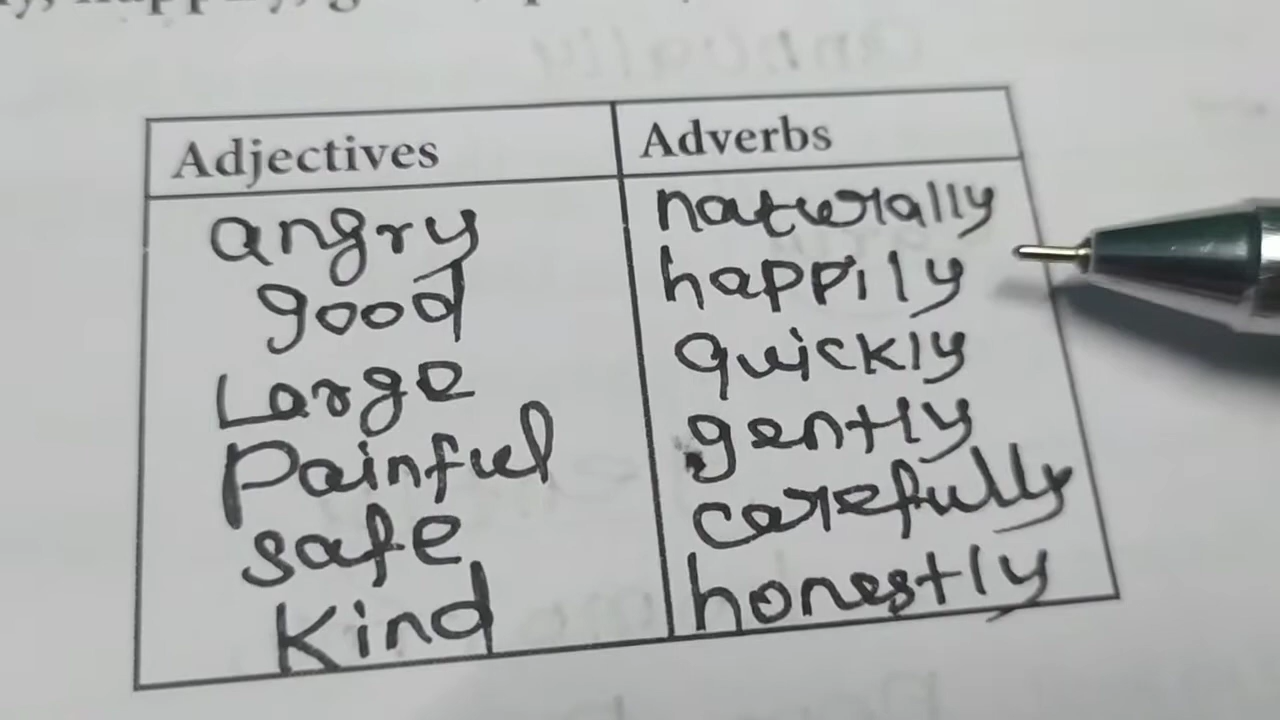 Adjectives Adverbs
angry naturally
good happily
Large quickly
Painful gently
safe carefully
Kind honestly